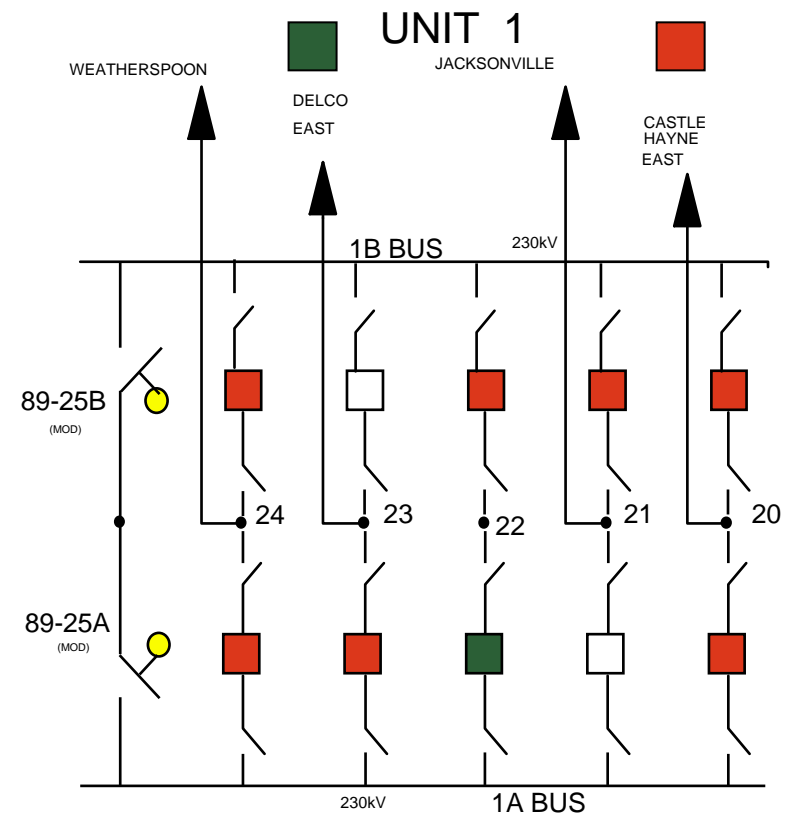 UNIT 1
WEATHERSPOON
JACKSONVILLE
DELCO
EAST
CASTLE
HAYNE
EAST
1B BUS
230kV
89-25B
(MOD)
24
23
22
21
20
89-25A
(MOD)
230kV
1A BUS